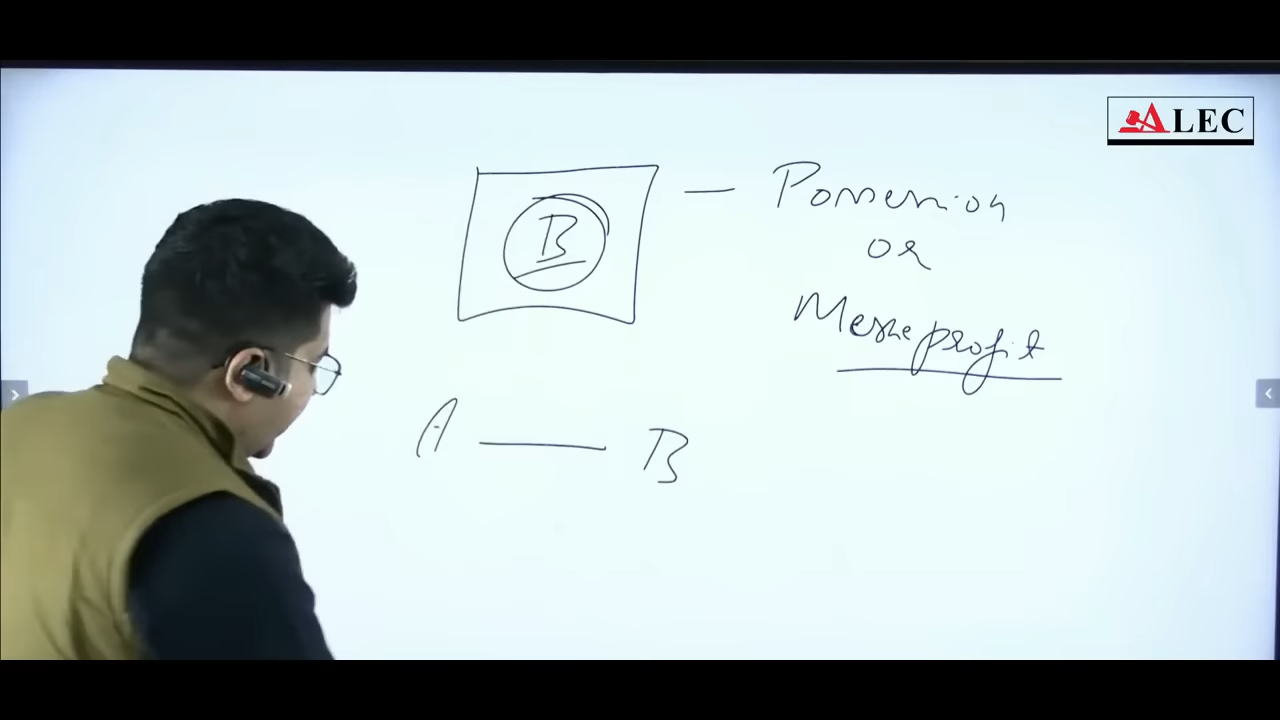 ALEC
B
— Possession
or
Mesne profit
A — B